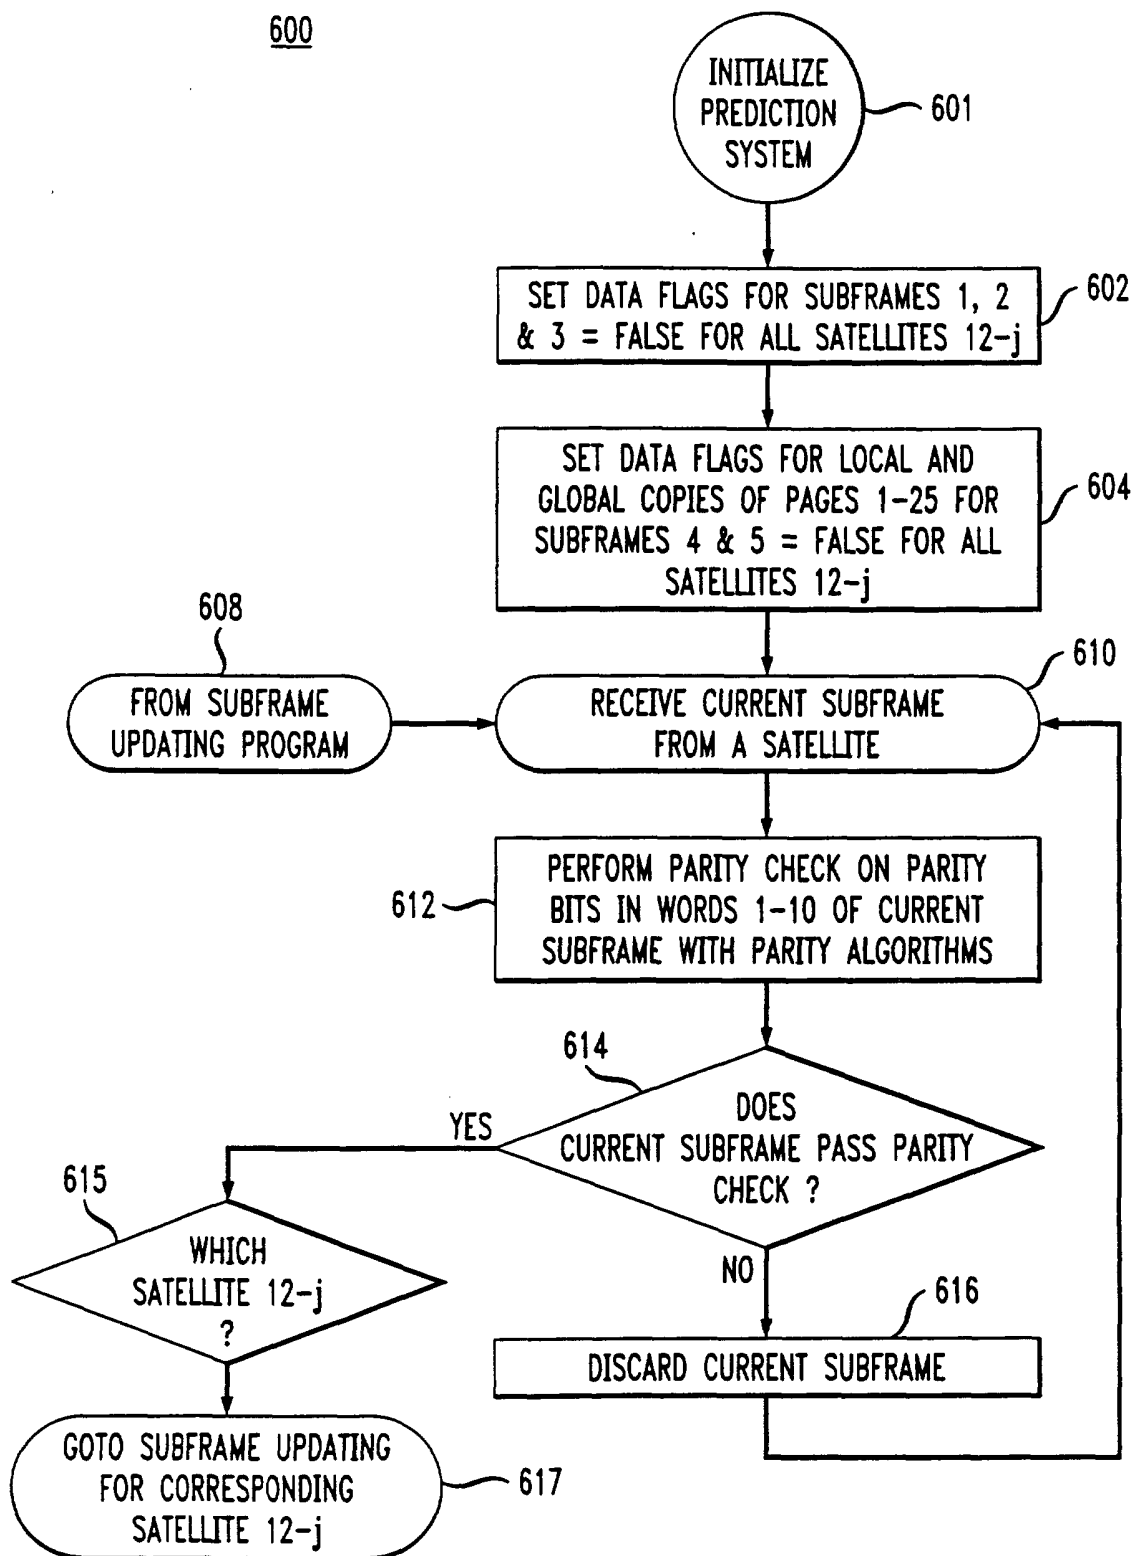 600
INITIALIZE
PREDICTION
SYSTEM
601
SET DATA FLAGS FOR SUBFRAMES 1, 2
& 3 = FALSE FOR ALL SATELLITES 12-j
602
SET DATA FLAGS FOR LOCAL AND
GLOBAL COPIES OF PAGES 1-25 FOR
SUBFRAMES 4 & 5 = FALSE FOR ALL
SATELLITES 12-j
604
608
FROM SUBFRAME
UPDATING PROGRAM
610
RECEIVE CURRENT SUBFRAME
FROM A SATELLITE
612
PERFORM PARITY CHECK ON PARITY
BITS IN WORDS 1-10 OF CURRENT
SUBFRAME WITH PARITY ALGORITHMS
614
DOES
CURRENT SUBFRAME PASS PARITY
CHECK ?
YES
NO
615
WHICH
SATELLITE 12-j
?
616
DISCARD CURRENT SUBFRAME
GOTO SUBFRAME UPDATING
FOR CORRESPONDING
SATELLITE 12-j
617